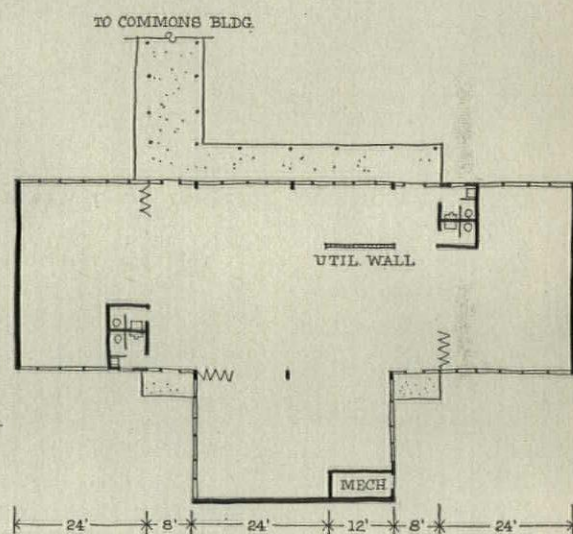 TO COMMONS BLDG.
UTIL. WALL
MECH.
24' 8' 24' 12' 8' 24'